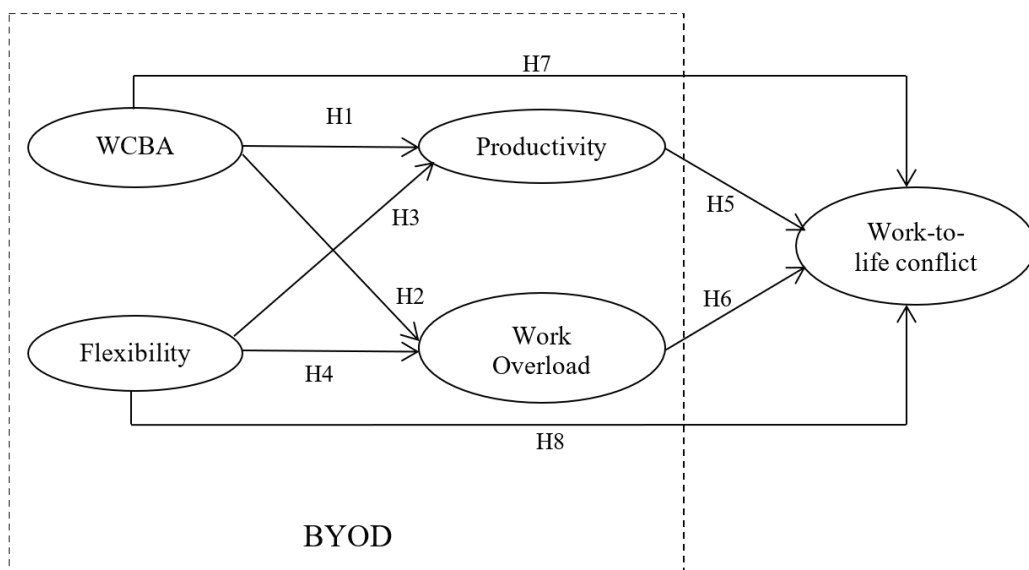 H7
WCBA
H1
Productivity
H3
H5
Work-to-
life conflict
H2
H6
Flexibility
H4
Work
Overload
H8
BYOD